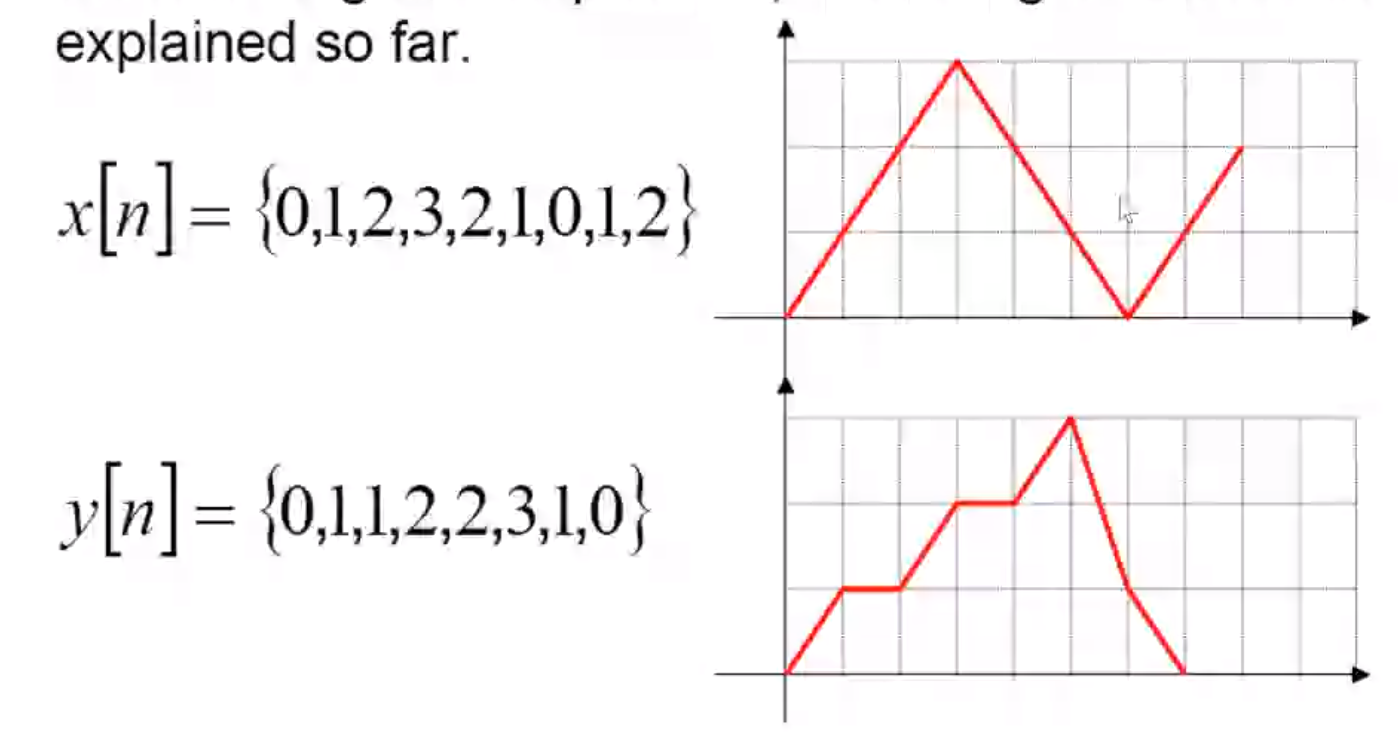 explained so far.
x[n] = {0,1,2,3,2,1,0,1,2}
y[n] = {0,1,1,2,2,3,1,0}